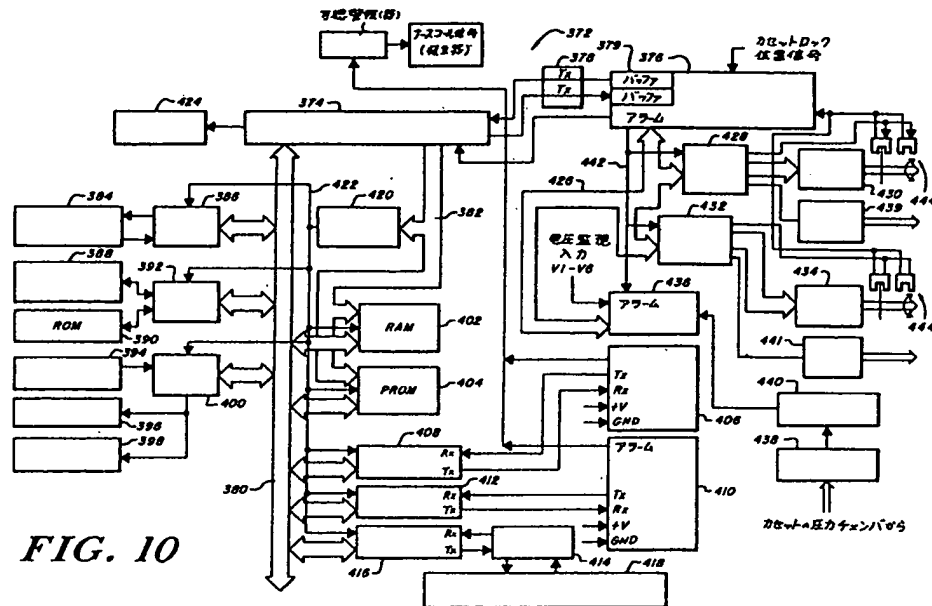 可聴警報(器)
ナースコール信号
カセットロック
位置信号
372
379
376
378
Tx
Tx
バッファ
バッファ
アラーム
424
374
442
428
384
386
422
420
382
426
430
444
439
388
392
432
電圧監視
入力
V1-V6
436
アラーム
434
444
ROM
390
RAM
402
394
441
400
PROM
404
Tx
Rx
+V
GND
406
440
396
398
408
Rx
Tx
アラーム
438
412
Rx
Tx
Tx
Rx
+V
GND
410
380
416
Rx
Tx
414
418
カセットの圧力チェンバから
FIG. 10